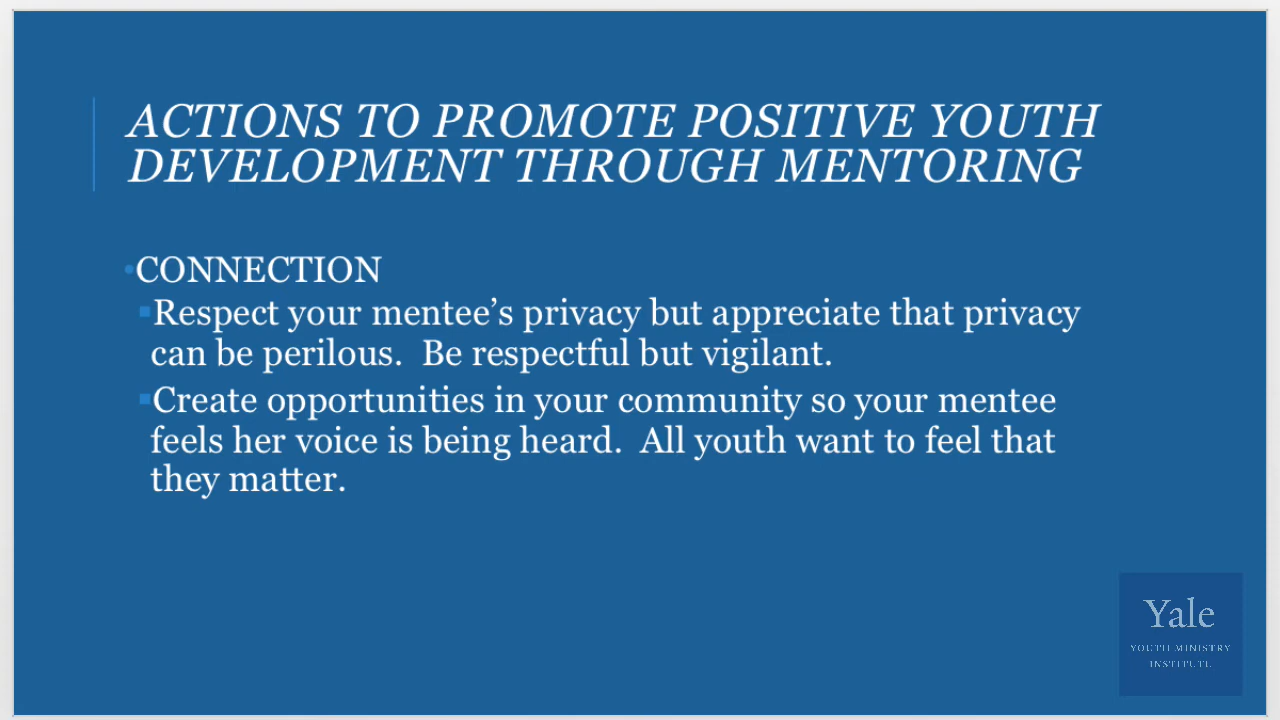 ACTIONS TO PROMOTE POSITIVE YOUTH
DEVELOPMENT THROUGH MENTORING
CONNECTION
Respect your mentee’s privacy but appreciate that privacy
can be perilous.  Be respectful but vigilant.
Create opportunities in your community so your mentee
feels her voice is being heard.  All youth want to feel that
they matter.
Yale
YOUTH MINISTRY
INSTITUTE